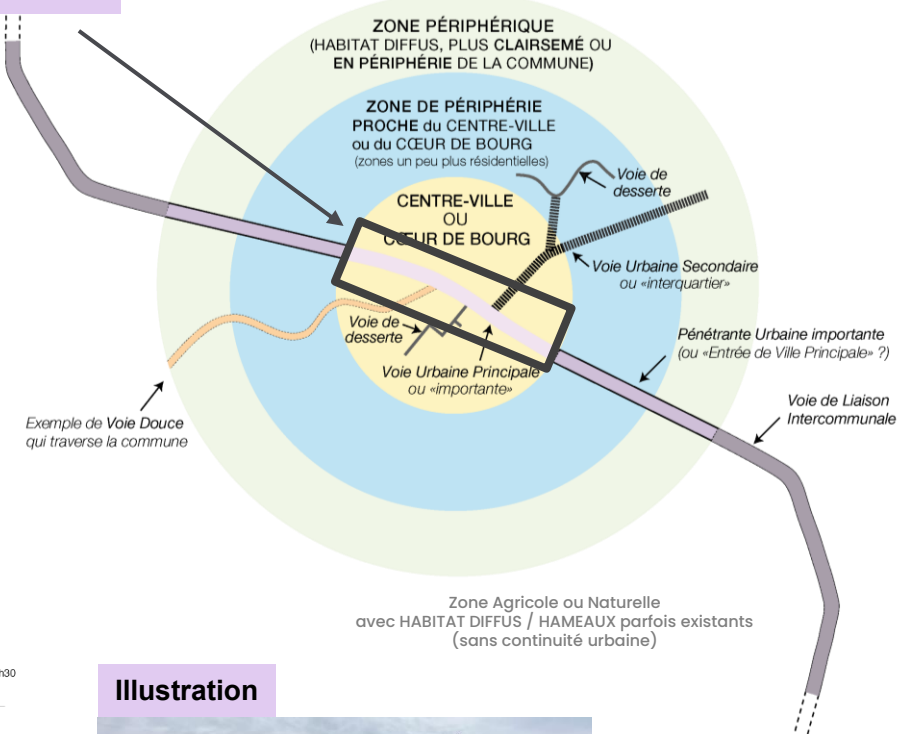 ZONE PÉRIPHÉRIQUE
(HABITAT DIFFUS, PLUS CLAIRSEMÉ OU
EN PÉRIPHÉRIE DE LA COMMUNE)
ZONE DE PÉRIPHÉRIE
PROCHE du CENTRE-VILLE
ou du CŒUR DE BOURG
(zones un peu plus résidentielles)
Voie de
desserte
CENTRE-VILLE
OU
CŒUR DE BOURG
Voie Urbaine Secondaire
ou «interquartier»
Voie de
desserte
Voie Urbaine Principale
ou «importante»
Pénétrante Urbaine importante
(ou «Entrée de Ville Principale» ?)
Voie de Liaison
Intercommunale
Exemple de Voie Douce
qui traverse la commune
Zone Agricole ou Naturelle
avec HABITAT DIFFUS / HAMEAUX parfois existants
(sans continuité urbaine)
h30
Illustration